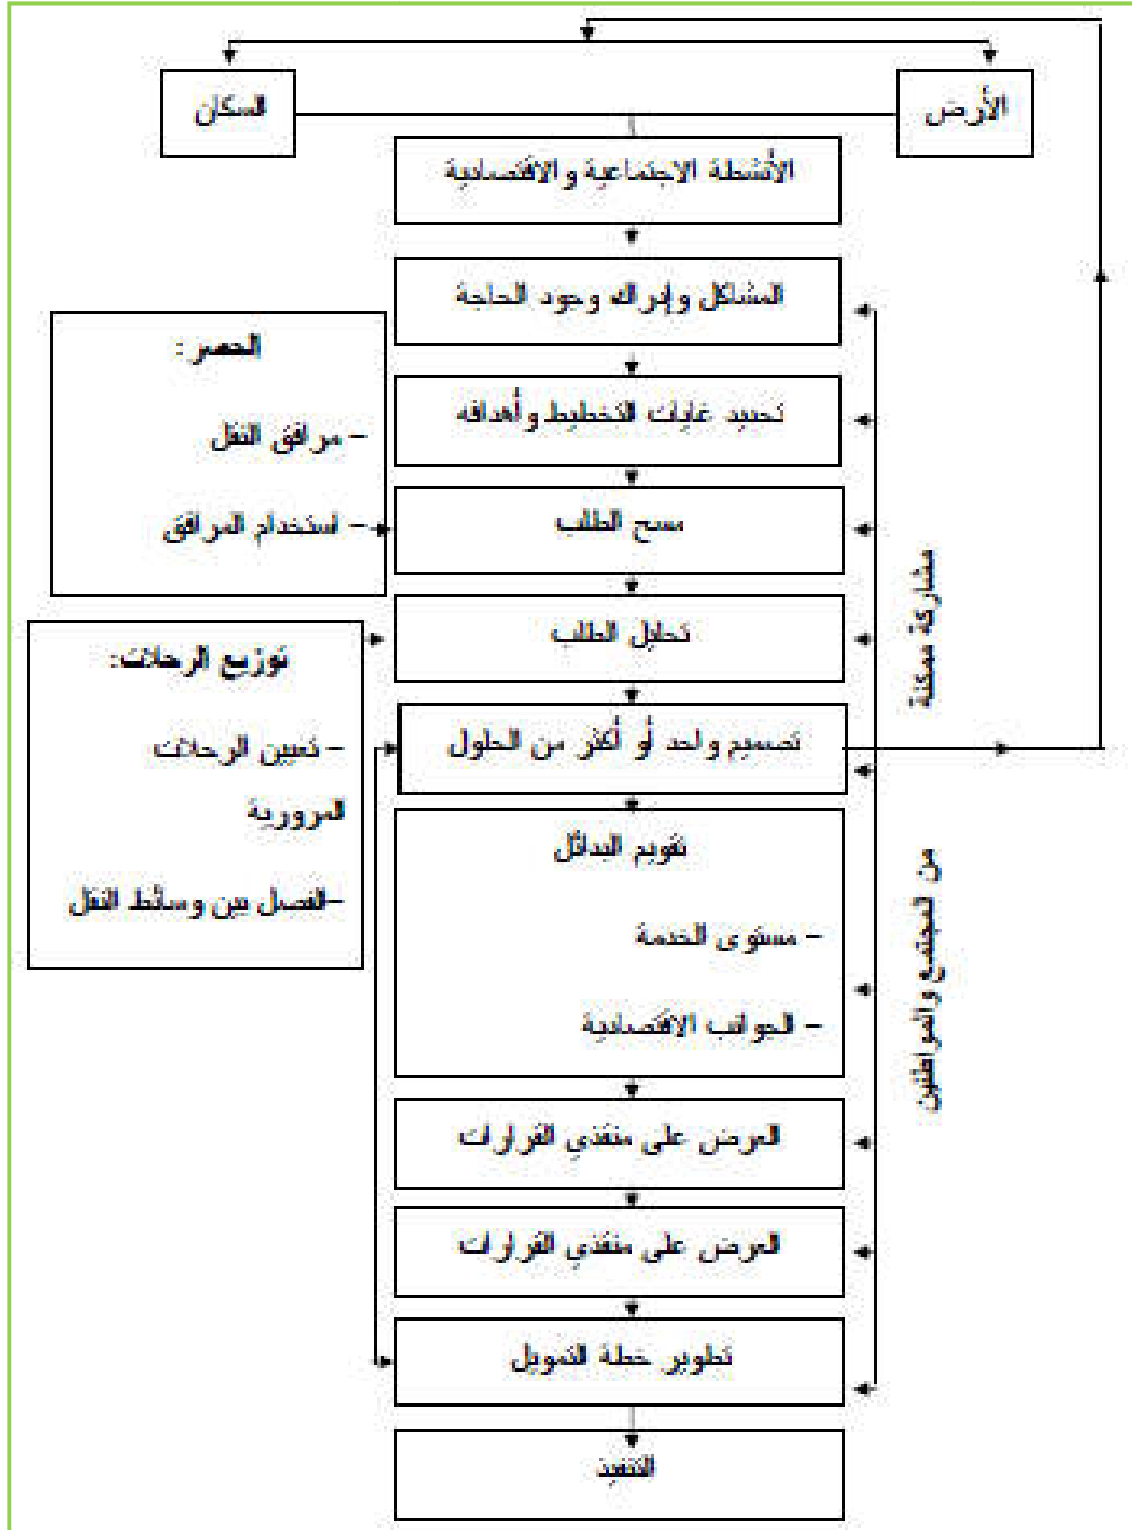 الأرض
السكان
الأنشطة الاجتماعية والاقتصادية
المشاكل وإدراك وجود الحاجة
الحصر :
- مرافق النقل
- استخدام المرافق
تحديد غايات التخطيط وأهدافه
مسح الطلب
تحليل الطلب
توزيع الرحلات:
- تعيين الرحلات
المرورية
-الفصل بين وسائط النقل
تصميم واحد أو أكثر من الحلول
تقويم البدائل
- مستوى الخدمة
- الجوانب الاقتصادية
العرض على منفذي القرارات
العرض على منفذي القرارات
تطوير خطة التمويل
التنفيذ
مشاركة ممكنة
من المجتمع والمواطنين